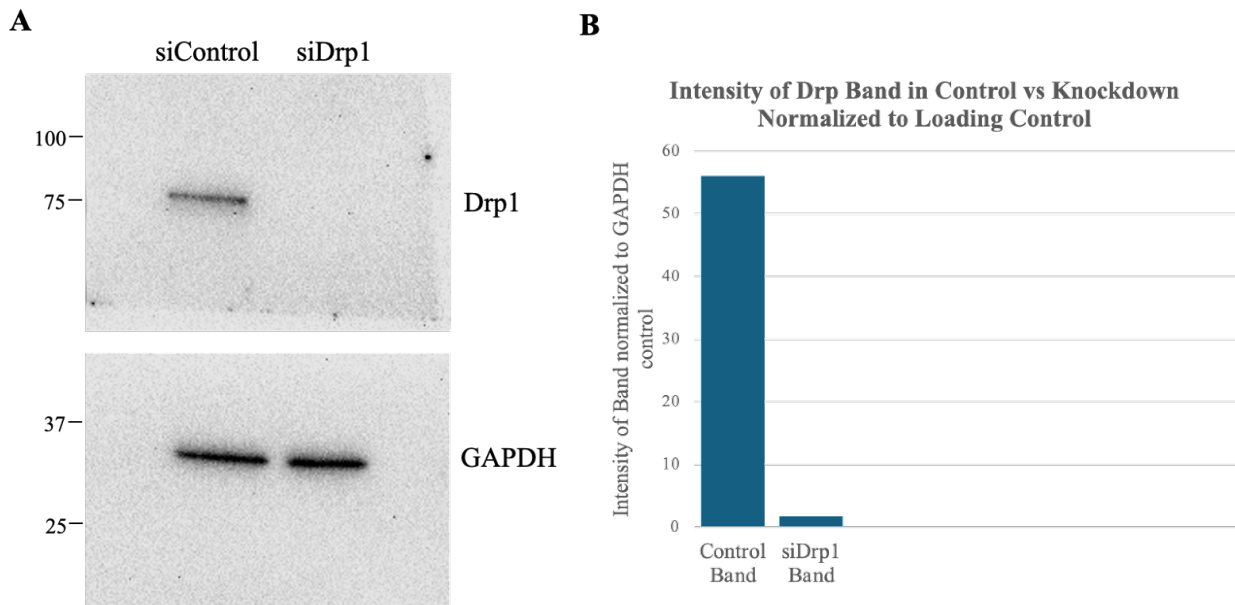 A
siControl siDrp1
100
75
Drp1
37
GAPDH
25
B
Intensity of Drp Band in Control vs Knockdown
Normalized to Loading Control
Intensity of Band normalized to GAPDH
control
60
50
40
30
20
10
0
Control
Band
siDrp1
Band